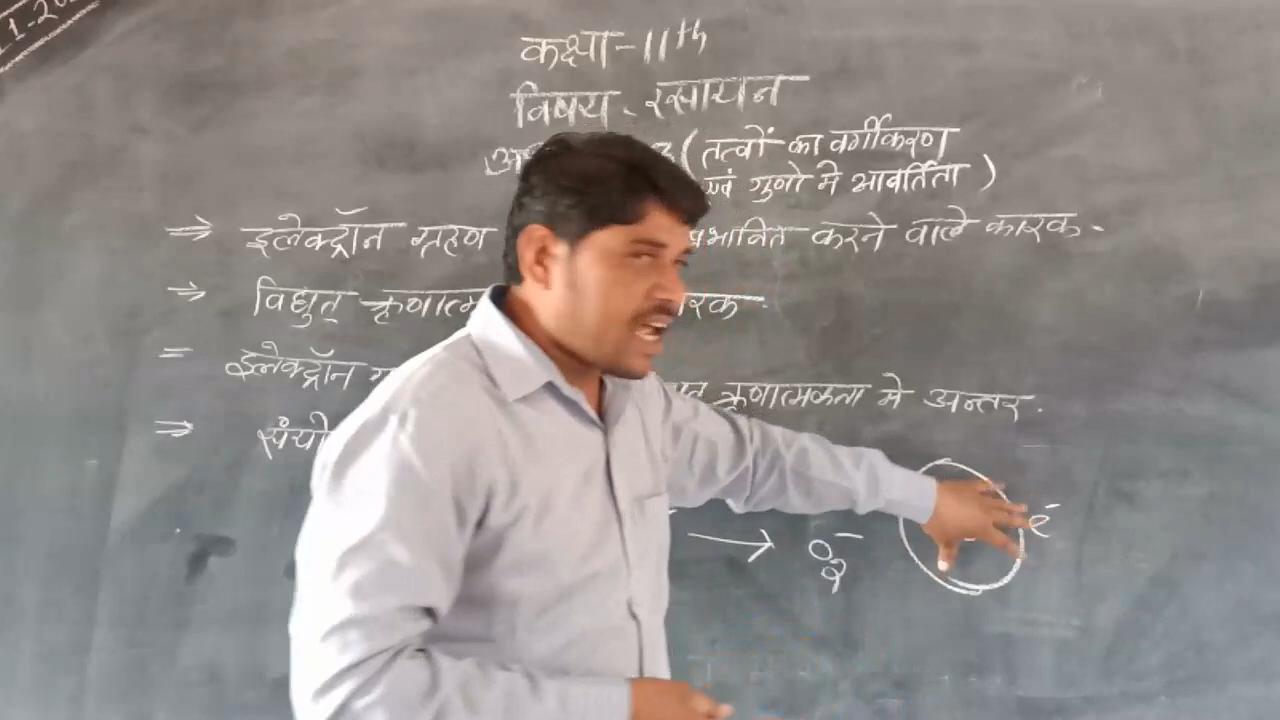 कक्षा-11th
विषय - रसायन
(तत्वों का वर्गीकरण
एवं गुणो मे आवर्तिता)
⇒ इलेक्ट्रॉन ग्रहण प्रभावित करने वाले कारक.
⇒ विद्युत् ऋणात्म कारक.
= इलेक्ट्रॉन ऋणात्मकता मे अन्तर.
⇒ संयो
→ O₂⁻ e⁻